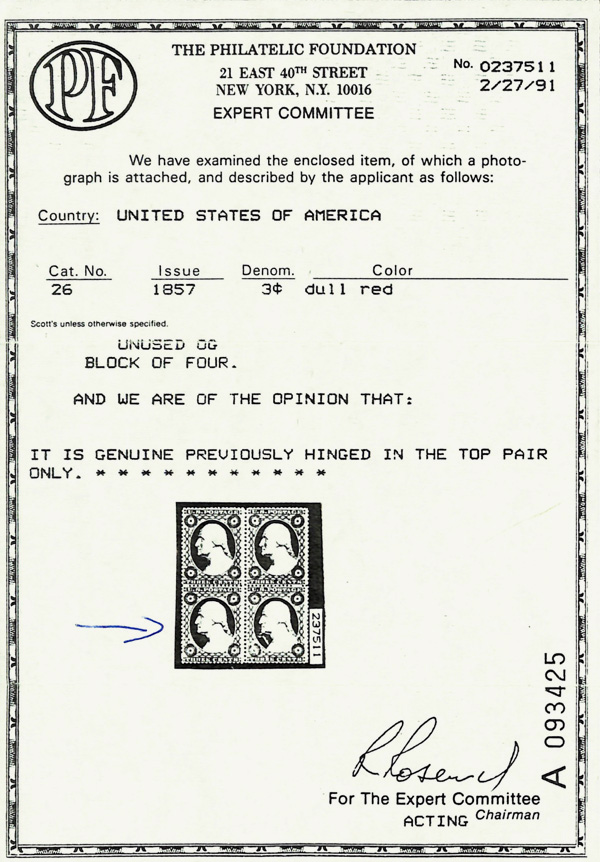 PF
THE PHILATELIC FOUNDATION
21 EAST 40TH STREET
NEW YORK, N.Y. 10016
EXPERT COMMITTEE
No. 0237511
2/27/91
We have examined the enclosed item, of which a photo-
graph is attached, and described by the applicant as follows:
Country: UNITED STATES OF AMERICA
Cat. No. Issue Denom. Color
26 1857 3¢ dull red
Scott's unless otherwise specified.
UNUSED OG
BLOCK OF FOUR.
AND WE ARE OF THE OPINION THAT:
IT IS GENUINE PREVIOUSLY HINGED IN THE TOP PAIR
ONLY. * * * * * * * * * * *
237511
A 093425
For The Expert Committee
ACTING Chairman